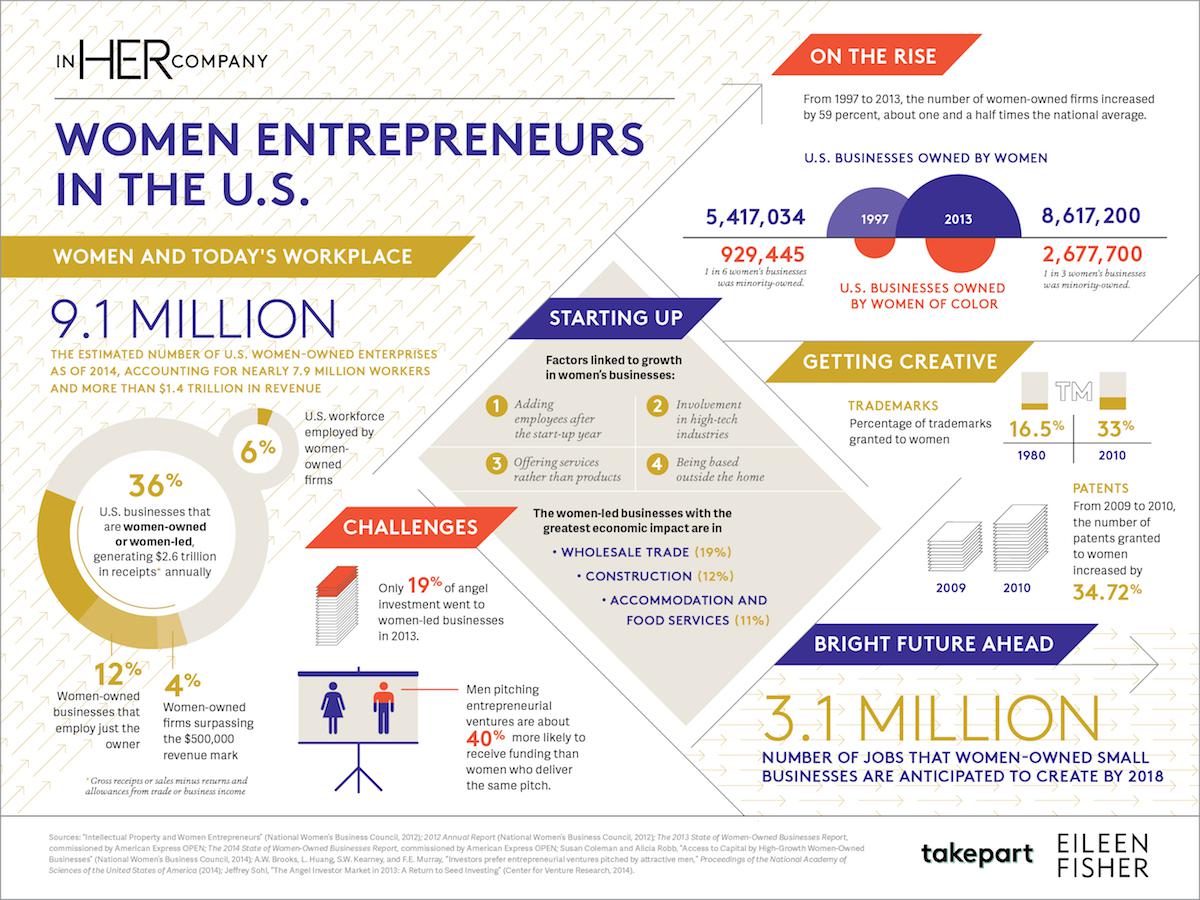 IN HER COMPANY
WOMEN ENTREPRENEURS
IN THE U.S.
WOMEN AND TODAY'S WORKPLACE
9.1 MILLION
THE ESTIMATED NUMBER OF U.S. WOMEN-OWNED ENTERPRISES
AS OF 2014, ACCOUNTING FOR NEARLY 7.9 MILLION WORKERS
AND MORE THAN $1.4 TRILLION IN REVENUE
6%
U.S. workforce
employed by
women-
owned
firms
36%
U.S. businesses that
are women-owned
or women-led,
generating $2.6 trillion
in receipts* annually
12%
Women-owned
businesses that
employ just the
owner
4%
Women-owned
firms surpassing
the $500,000
revenue mark
* Gross receipts or sales minus returns and
allowances from trade or business income
CHALLENGES
Only 19% of angel
investment went to
women-led businesses
in 2013.
Men pitching
entrepreneurial
ventures are about
40% more likely to
receive funding than
women who deliver
the same pitch.
STARTING UP
Factors linked to growth
in women's businesses:
1 Adding
employees after
the start-up year
2 Involvement
in high-tech
industries
3 Offering services
rather than products
4 Being based
outside the home
The women-led businesses with the
greatest economic impact are in
• WHOLESALE TRADE (19%)
• CONSTRUCTION (12%)
• ACCOMMODATION AND
FOOD SERVICES (11%)
ON THE RISE
From 1997 to 2013, the number of women-owned firms increased
by 59 percent, about one and a half times the national average.
U.S. BUSINESSES OWNED BY WOMEN
5,417,034
1997
2013
8,617,200
929,445
1 in 6 women's businesses
was minority-owned.
2,677,700
1 in 3 women's businesses
was minority-owned.
U.S. BUSINESSES OWNED
BY WOMEN OF COLOR
GETTING CREATIVE
TRADEMARKS
Percentage of trademarks
granted to women
TM
16.5%
33%
1980
2010
PATENTS
From 2009 to 2010,
the number of
patents granted
to women
increased by
34.72%
2009
2010
BRIGHT FUTURE AHEAD
3.1 MILLION
NUMBER OF JOBS THAT WOMEN-OWNED SMALL
BUSINESSES ARE ANTICIPATED TO CREATE BY 2018
Sources: "Intellectual Property and Women Entrepreneurs" (National Women's Business Council, 2012); 2012 Annual Report (National Women's Business Council, 2012); The 2013 State of Women-Owned Businesses Report,
commissioned by American Express OPEN; The 2014 State of Women-Owned Businesses Report, commissioned by American Express OPEN; Susan Coleman and Alicia Robb, "Access to Capital by High-Growth Women-Owned
Businesses" (National Women's Business Council, 2014); A.W. Brooks, L. Huang, S.W. Kearney, and F.E. Murray, "Investors prefer entrepreneurial ventures pitched by attractive men," Proceedings of the National Academy of
Sciences of the United States of America (2014); Jeffrey Sohl, "The Angel Investor Market in 2013: A Return to Seed Investing" (Center for Venture Research, 2014).
takepart
EILEEN
FISHER